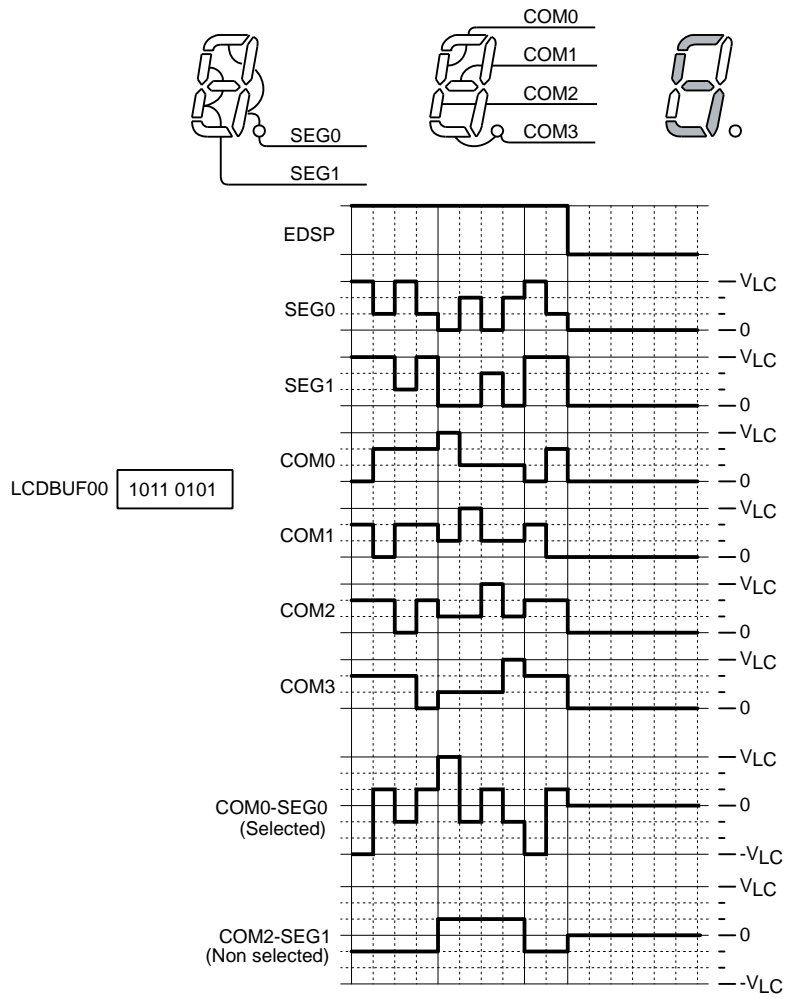 COM0
COM1
COM2
COM3
SEG0
SEG1
EDSP
VLC
SEG0
0
VLC
SEG1
0
VLC
COM0
LCDBUF00 1011 0101
0
VLC
COM1
0
VLC
COM2
0
VLC
COM3
0
VLC
COM0-SEG0
(Selected)
0
-VLC
VLC
COM2-SEG1
(Non selected)
0
-VLC